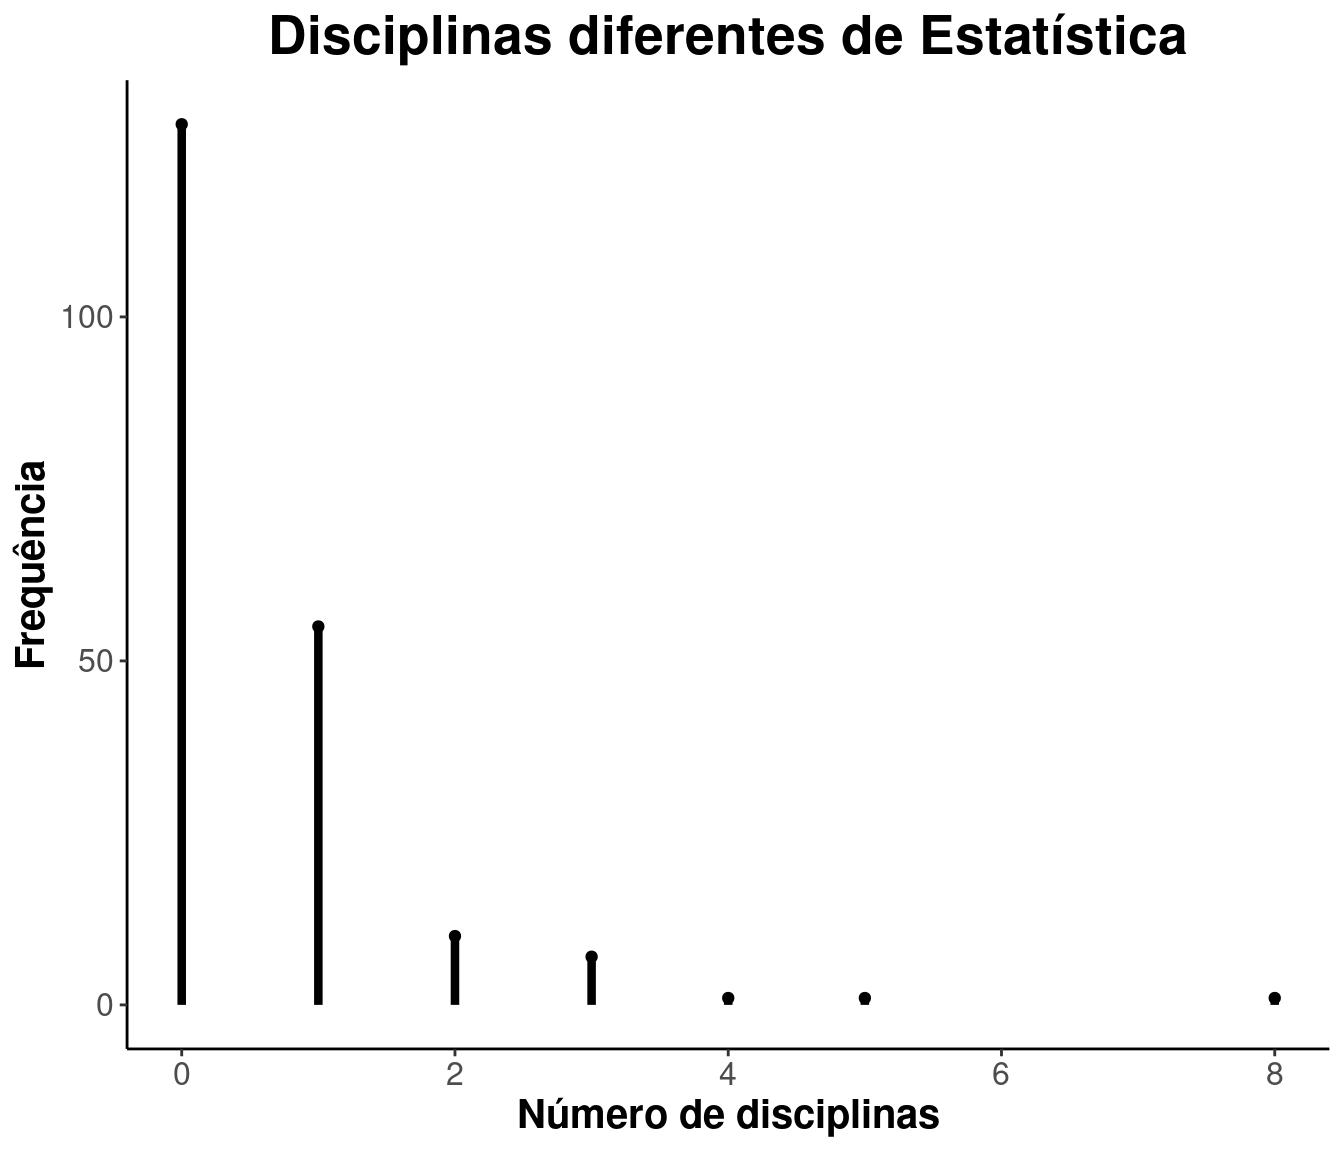 Disciplinas diferentes de Estatística
100
50
0
Frequência
0 2 4 6 8
Número de disciplinas